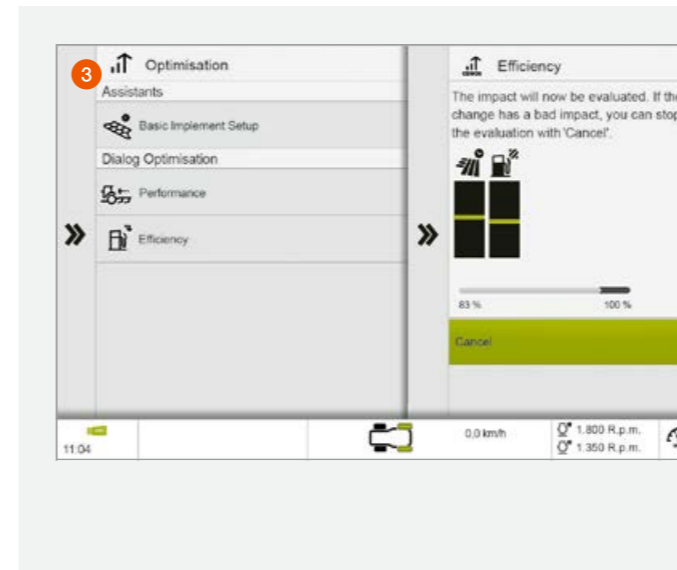 3
Optimisation
Assistants
Basic Implement Setup
Dialog Optimisation
Performance
Efficiency
Efficiency
The impact will now be evaluated. If the
change has a bad impact, you can stop
the evaluation with 'Cancel'.
83 %
100 %
Cancel
11:04
0,0 km/h
1.800 R.p.m.
1.350 R.p.m.